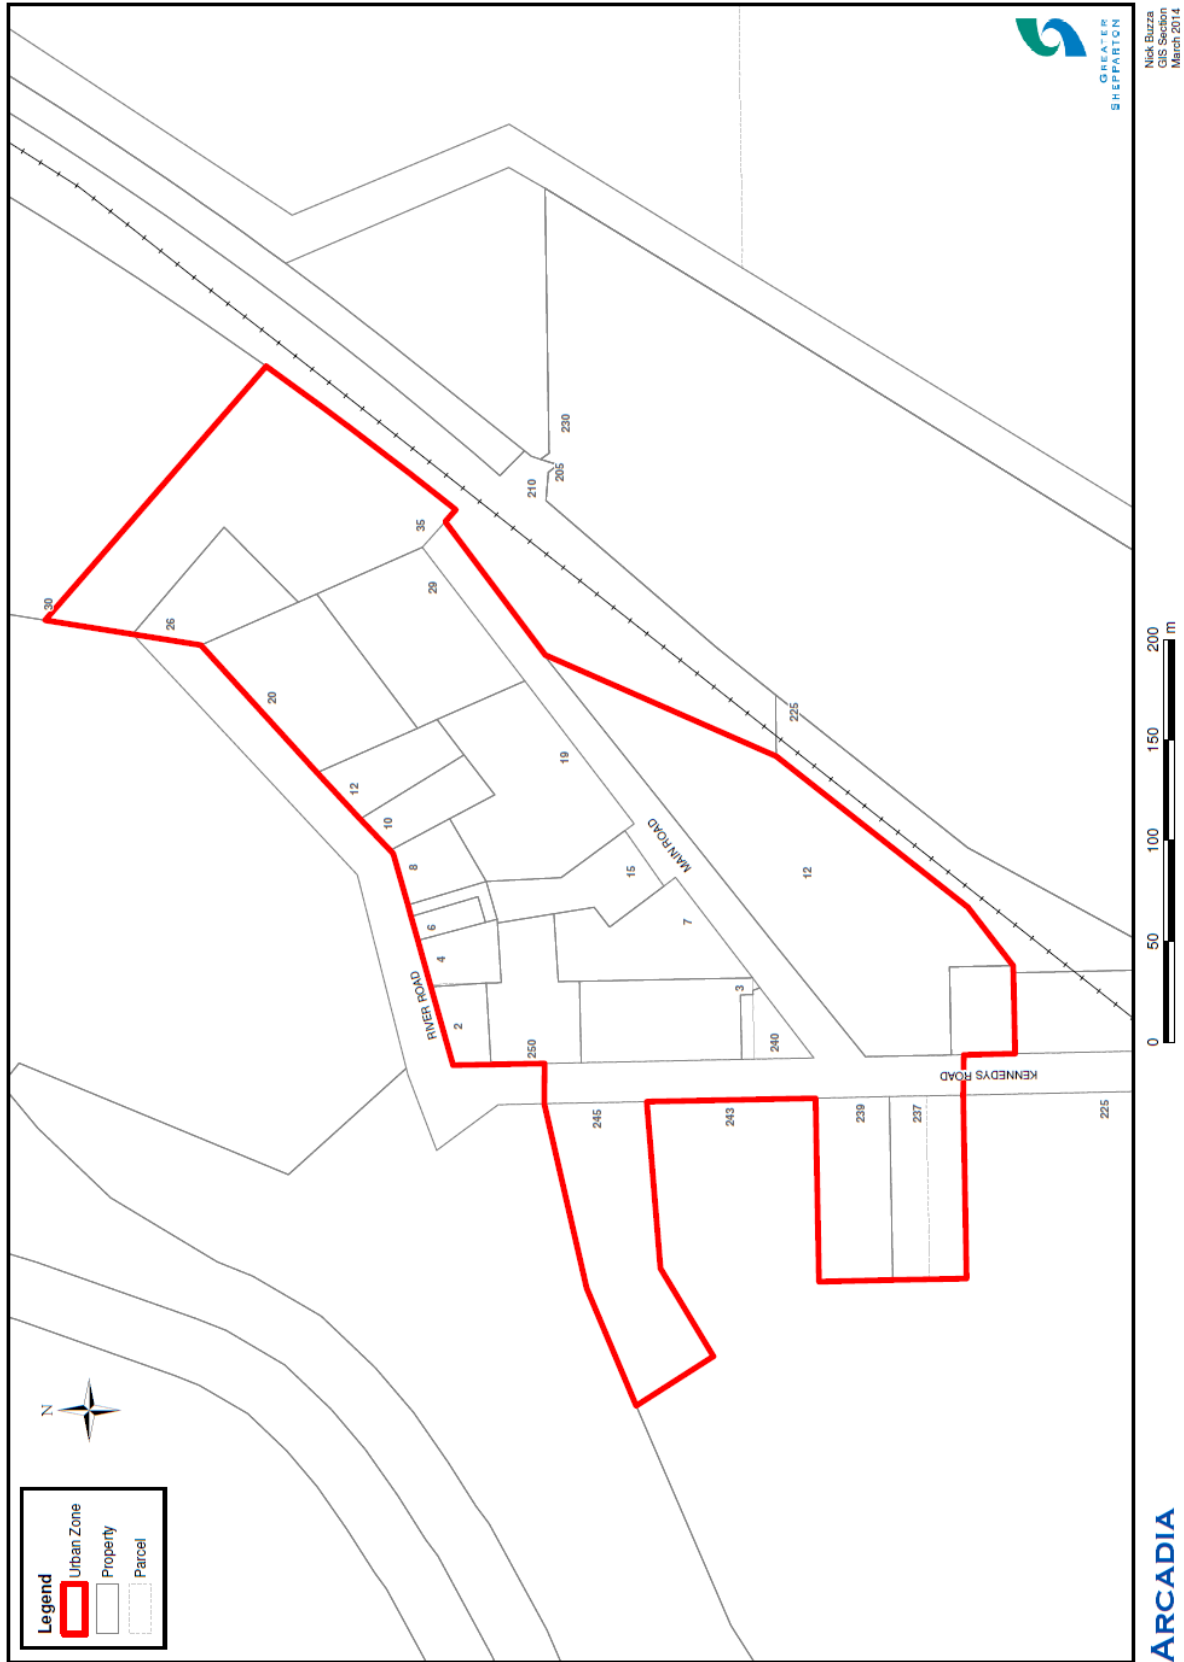 Legend
Urban Zone
Property
Parcel
N
GREATER
SHEPPARTON
30
26
20
12
10
8
6
4
2
RIVER ROAD
250
35
29
19
15
7
3
240
MAIN ROAD
12
210
205
230
225
245
243
239
237
225
KENNEDYS ROAD
ARCADIA
0 50 100 150 200
m
Nick Buzza
GIS Section
March 2014